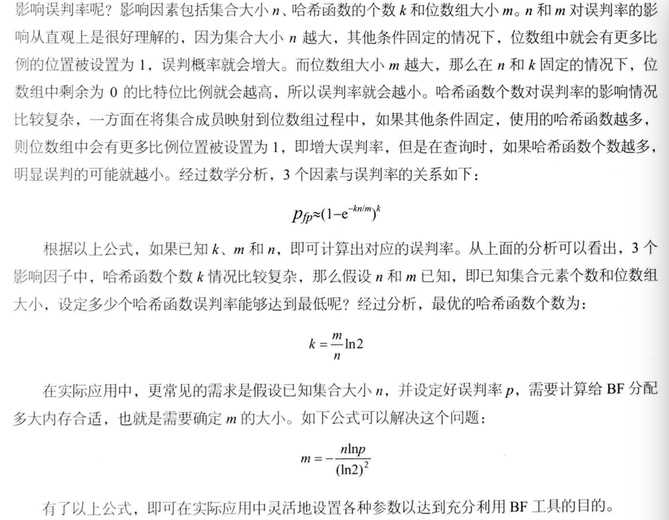 影响误判率呢？影响因素包括集合大小 n、哈希函数的个数 k 和位数组大小 m。n 和 m 对误判率的影
响从直观上是很好理解的，因为集合大小 n 越大，其他条件固定的情况下，位数组中就会有更多比
例的位置被设置为 1，误判概率就会增大。而位数组大小 m 越大，那么在 n 和 k 固定的情况下，位
数组中剩余为 0 的比特位比例就会越高，所以误判率就会越小。哈希函数个数对误判率的影响情况
比较复杂，一方面在将集合成员映射到位数组过程中，如果其他条件固定，使用的哈希函数越多，
则位数组中会有更多比例位置被设置为 1，即增大误判率，但是在查询时，如果哈希函数个数越多，
明显误判的可能就越小。经过数学分析，3 个因素与误判率的关系如下：
p_{fp}≈(1−e^{−kn/m})^k
根据以上公式，如果已知 k、m 和 n，即可计算出对应的误判率。从上面的分析可以看出，3 个
影响因子中，哈希函数个数 k 情况比较复杂，那么假设 n 和 m 已知，即已知集合元素个数和位数组
大小，设定多少个哈希函数误判率能够达到最低呢？经过分析，最优的哈希函数个数为：
k = \frac{m}{n} ln2
在实际应用中，更常见的需求是假设已知集合大小 n，并设定好误判率 p，需要计算给 BF 分配
多大内存合适，也就是需要确定 m 的大小。如下公式可以解决这个问题：
m = −\frac{nlnp}{(ln2)^2}
有了以上公式，即可在实际应用中灵活地设置各种参数以达到充分利用 BF 工具的目的。